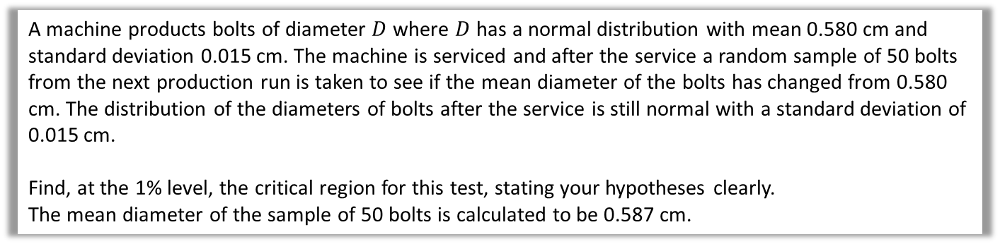 A machine products bolts of diameter D where D has a normal distribution with mean 0.580 cm and
standard deviation 0.015 cm. The machine is serviced and after the service a random sample of 50 bolts
from the next production run is taken to see if the mean diameter of the bolts has changed from 0.580
cm. The distribution of the diameters of bolts after the service is still normal with a standard deviation of
0.015 cm.
Find, at the 1% level, the critical region for this test, stating your hypotheses clearly.
The mean diameter of the sample of 50 bolts is calculated to be 0.587 cm.